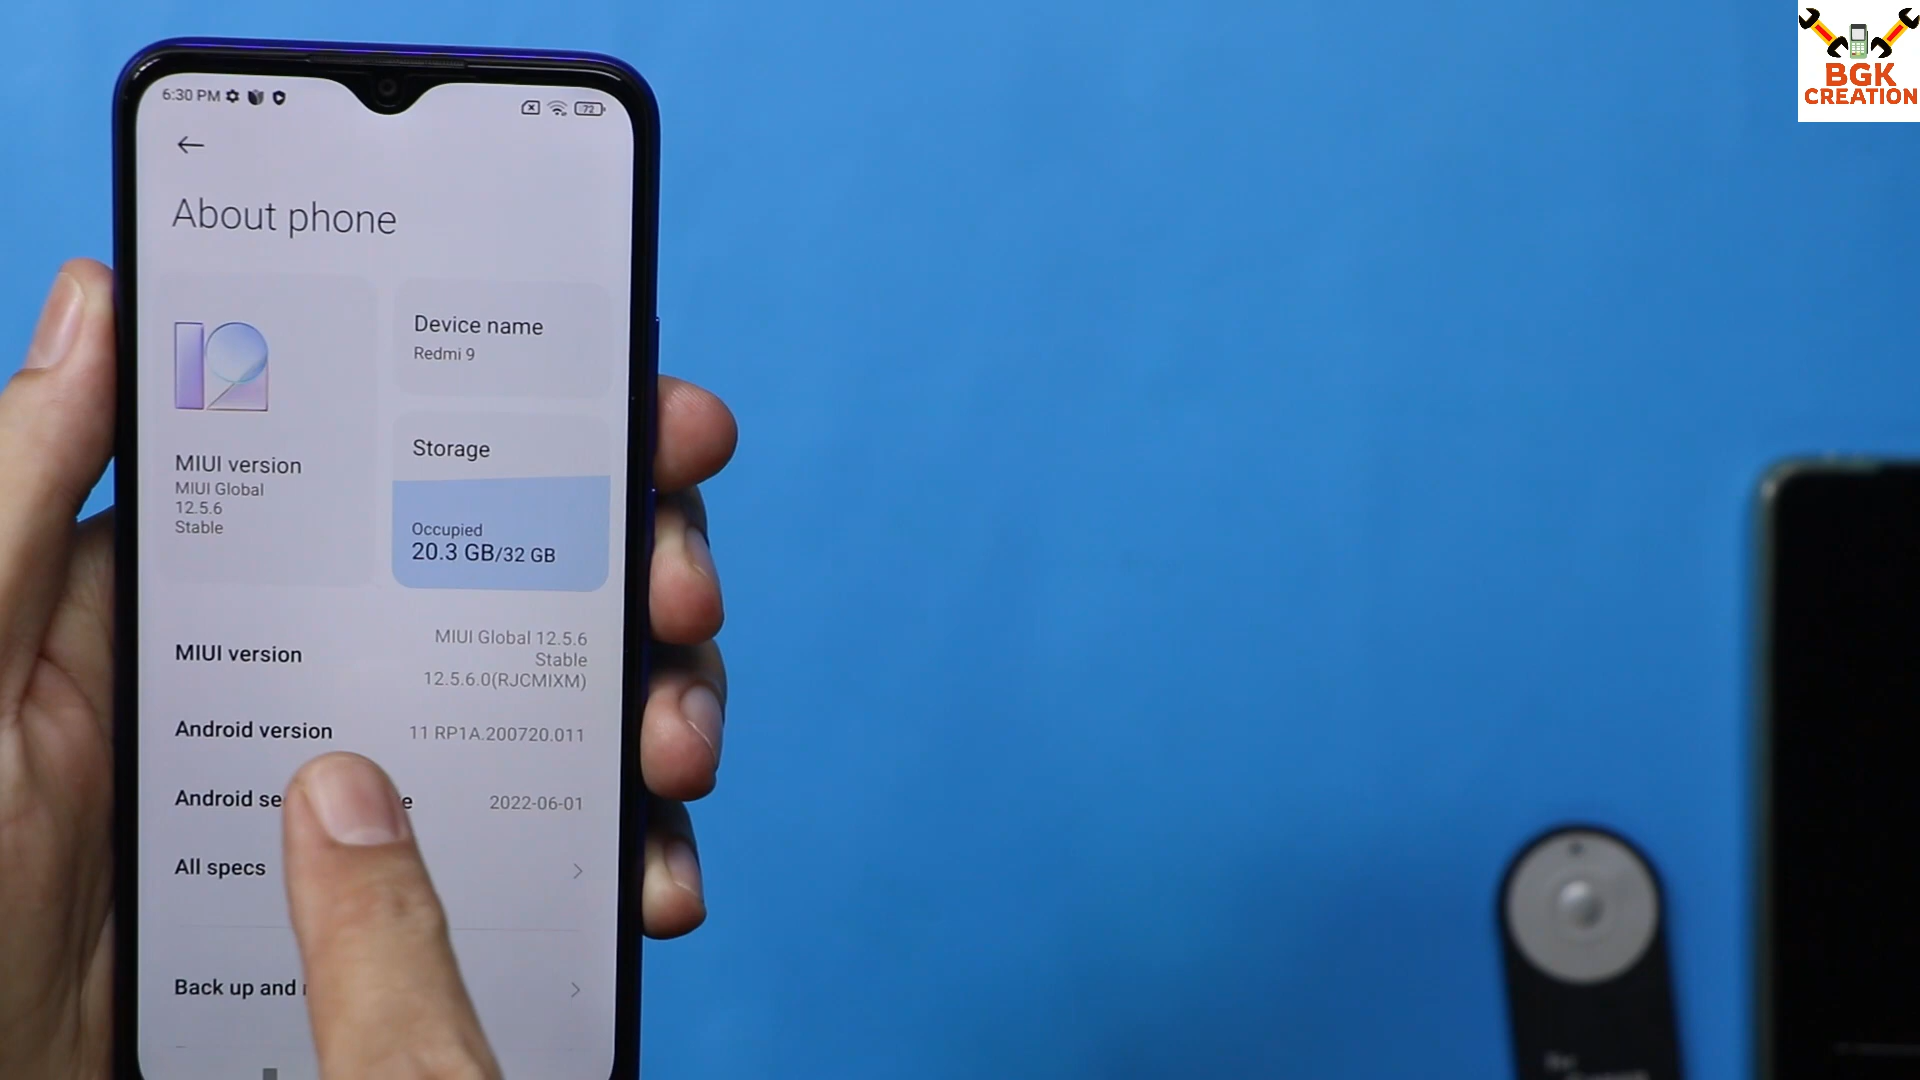 BGK
CREATION
6:30 PM
72
About phone
Device name
Redmi 9
MIUI version
MIUI Global
12.5.6
Stable
Storage
Occupied
20.3 GB/32 GB
MIUI version
MIUI Global 12.5.6
Stable
12.5.6.0(RJCMIXM)
Android version
11 RP1A.200720.011
Android
2022-06-01
All specs
Back up and